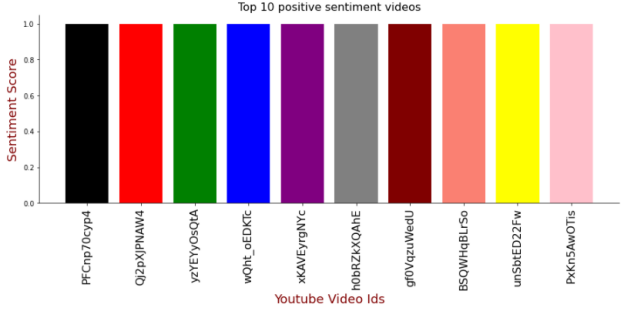 Top 10 positive sentiment videos
Sentiment Score
1.0
0.8
0.6
0.4
0.2
0.0
PFCnp70cyp4
Qj2pXJPNAW4
yzYEYyOsQtA
wQht_oEDKTc
xKAVEyrgNYc
h0bRZkXQAhE
gf0VqzuWedU
BSQWHqBLrSo
unSbtED22Fw
PxKn5AwOTis
Youtube Video Ids